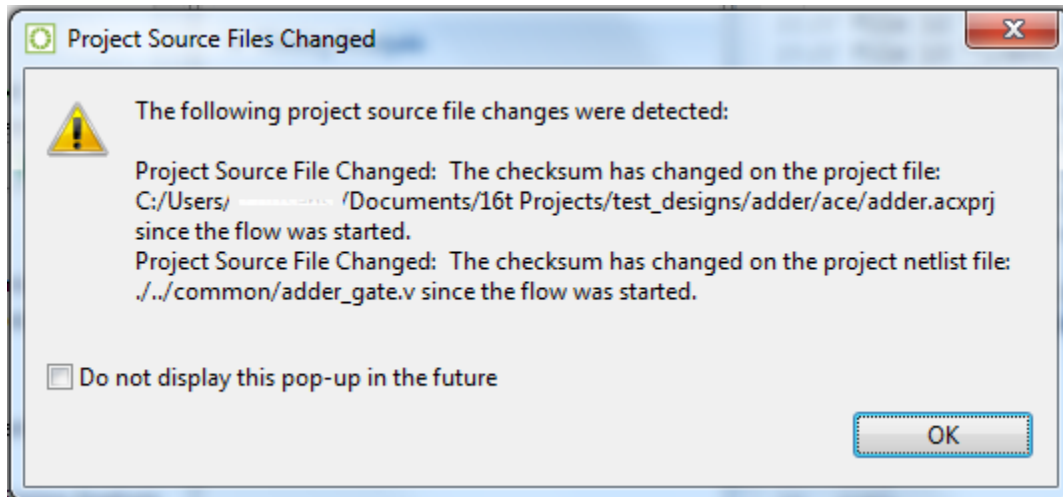 Project Source Files Changed
The following project source file changes were detected:
Project Source File Changed:  The checksum has changed on the project file:
C:/Users/ /Documents/16t Projects/test_designs/adder/ace/adder.acxprj
since the flow was started.
Project Source File Changed:  The checksum has changed on the project netlist file:
./../common/adder_gate.v since the flow was started.
Do not display this pop-up in the future
OK